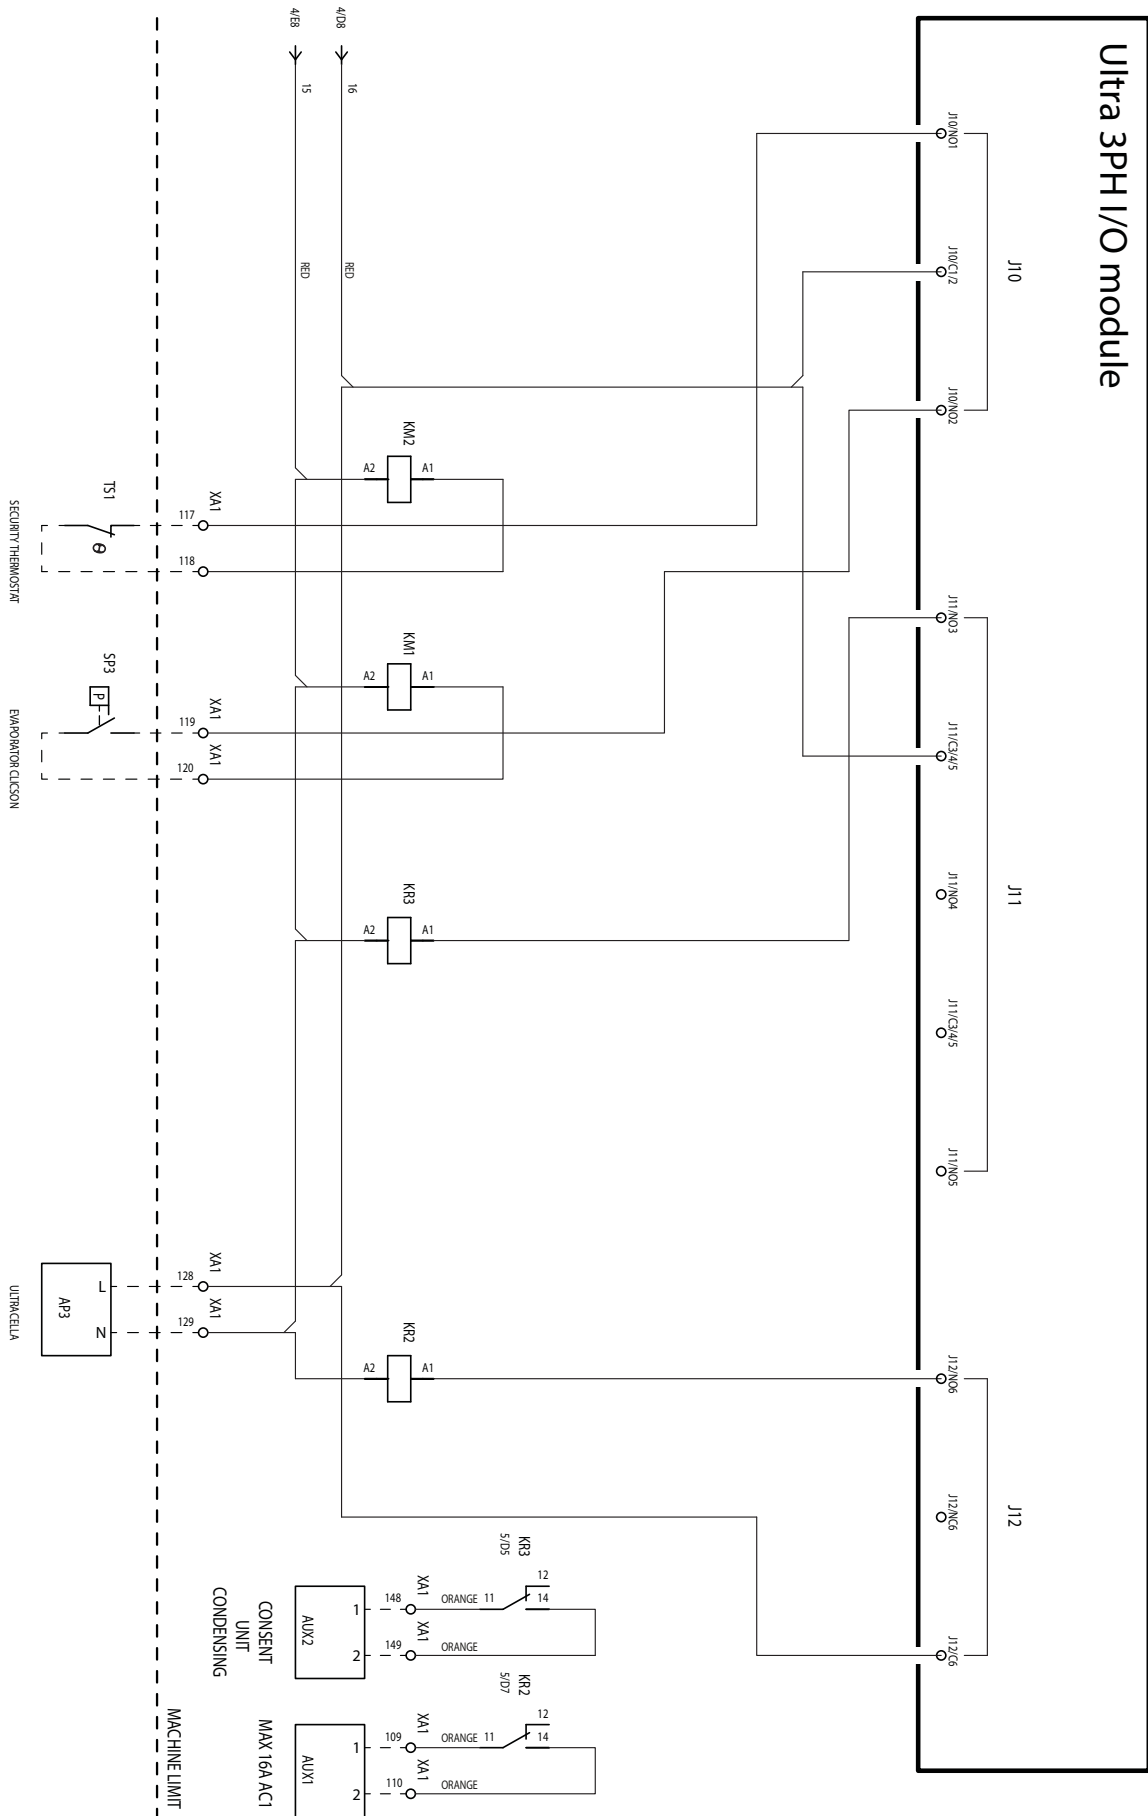 Ultra 3PH I/O module
J10
J11
J12
J10/NO1
J10/C1/2
J10/NO2
J11/NO3
J11/C3/4/5
J11/NO4
J11/C3/4/5
J11/NO5
J12/NO6
J12/NC6
J12/C6
4/D8
16
RED
4/E8
15
RED
KM2
A2
A1
KM1
A2
A1
KR3
A2
A1
KR2
A2
A1
XA1
117
118
TS1
θ
SECURITY THERMOSTAT
XA1
119
XA1
120
SP3
P
EVAPORATOR CLICSON
XA1
128
XA1
129
L
N
AP3
ULTRACELLA
KR3
5/D5
12
14
11
ORANGE
XA1
148
XA1
149
ORANGE
1
2
AUX2
CONSENT
UNIT
CONDENSING
KR2
5/D7
12
14
11
ORANGE
XA1
109
XA1
110
ORANGE
1
2
AUX1
MAX 16A AC1
MACHINE LIMIT